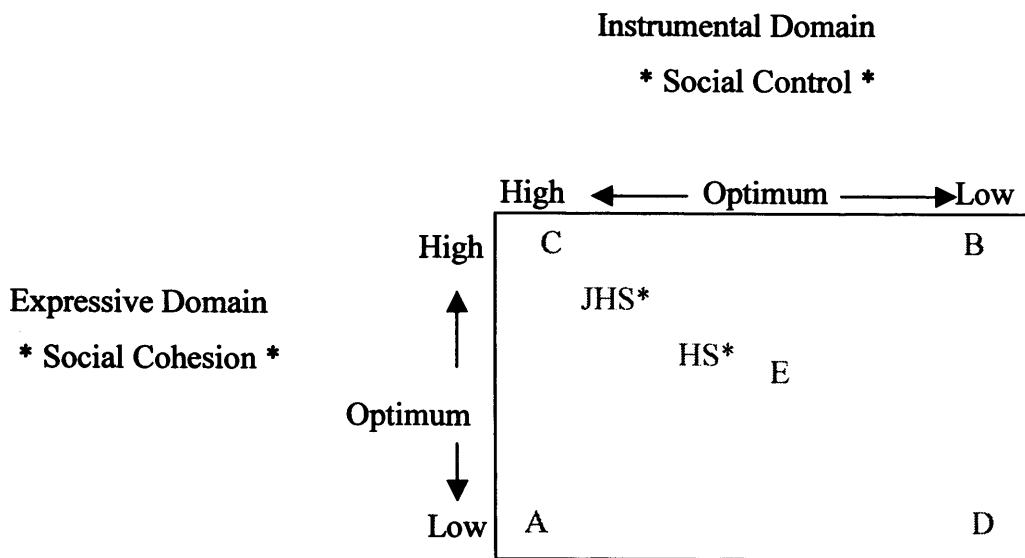 Instrumental Domain
* Social Control *
High Optimum Low
High C B
JHS*
Expressive Domain
* Social Cohesion *
HS* E
Optimum
Low A D